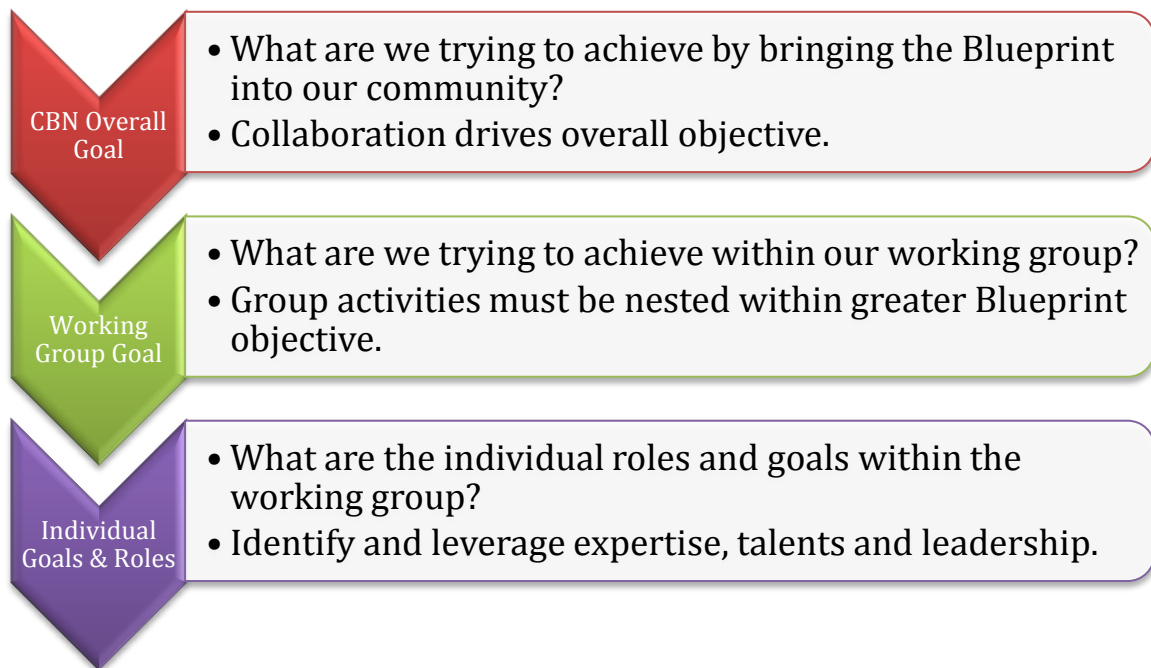 CBN Overall
Goal
• What are we trying to achieve by bringing the Blueprint
into our community?
• Collaboration drives overall objective.
Working
Group Goal
• What are we trying to achieve within our working group?
• Group activities must be nested within greater Blueprint
objective.
Individual
Goals & Roles
• What are the individual roles and goals within the
working group?
• Identify and leverage expertise, talents and leadership.